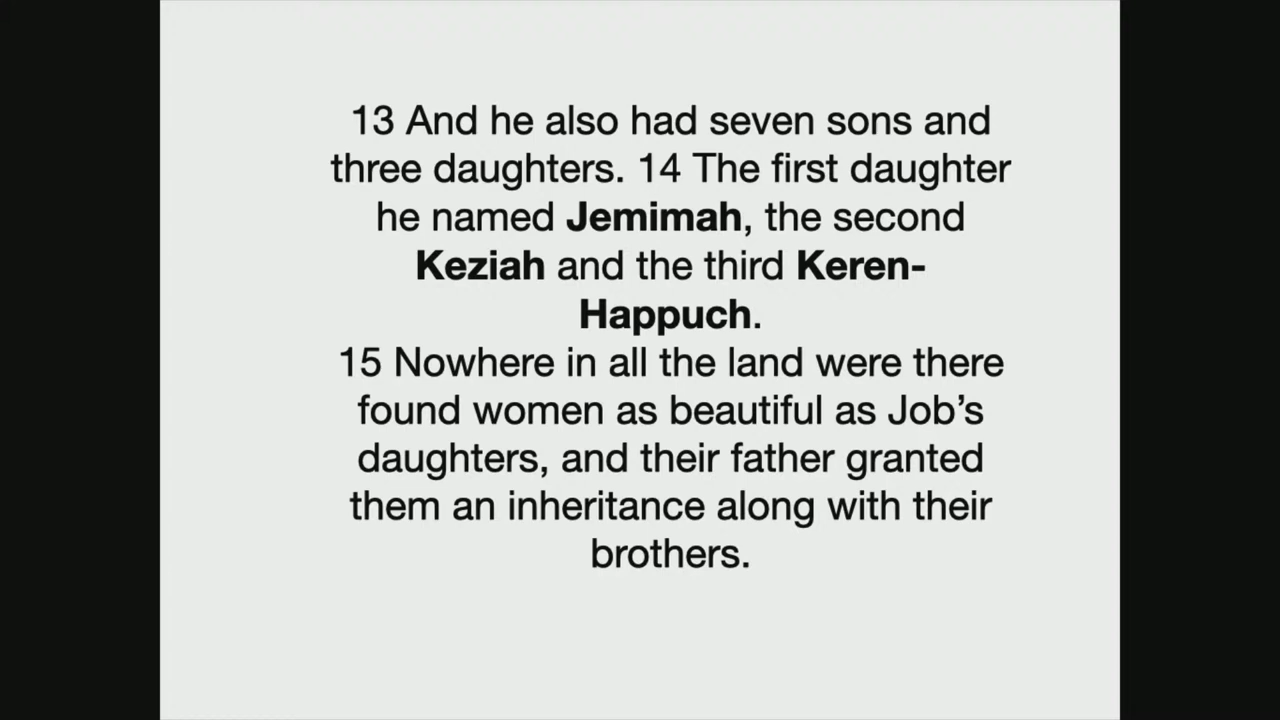 13 And he also had seven sons and
three daughters. 14 The first daughter
he named Jemimah, the second
Keziah and the third Keren-
Happuch.
15 Nowhere in all the land were there
found women as beautiful as Job’s
daughters, and their father granted
them an inheritance along with their
brothers.